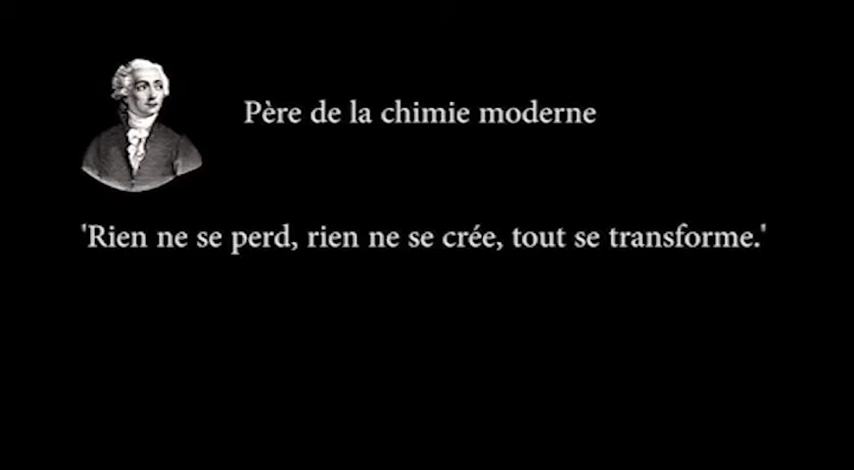 Père de la chimie moderne
'Rien ne se perd, rien ne se crée, tout se transforme.'